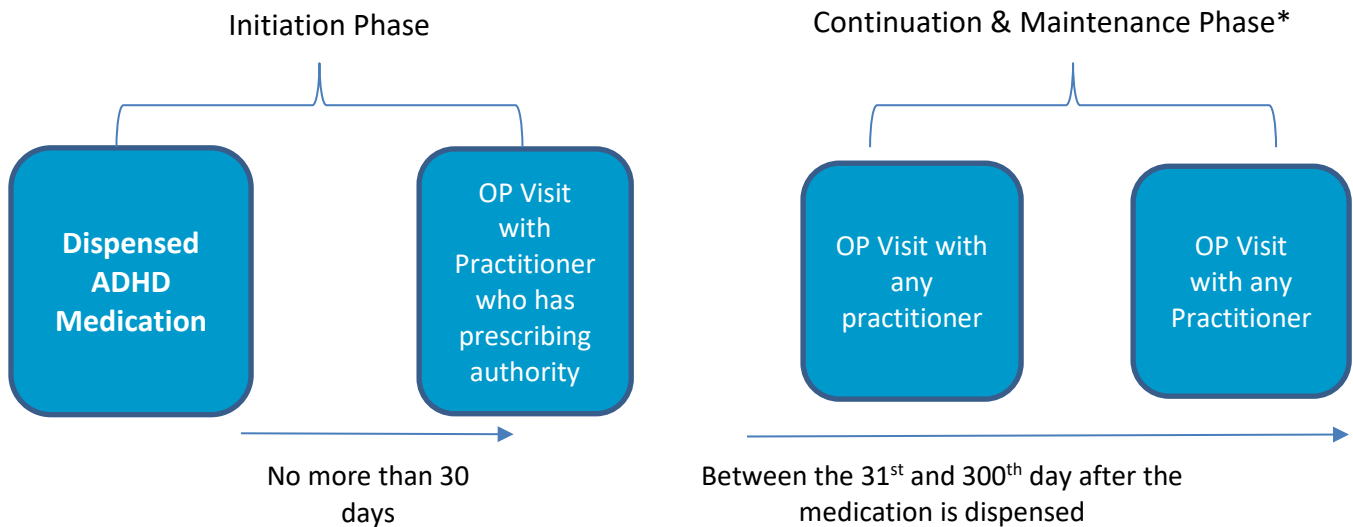 Initiation Phase
Continuation & Maintenance Phase*
Dispensed
ADHD
Medication
OP Visit
with
Practitioner
who has
prescribing
authority
OP Visit with
any
practitioner
OP Visit
with any
Practitioner
No more than 30
days
Between the 31st and 300th day after the
medication is dispensed